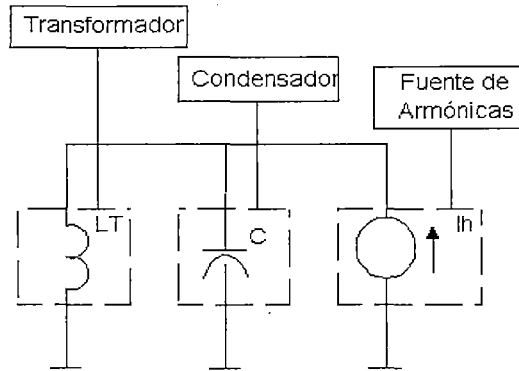 Transformador
Condensador
Fuente de
Armónicas
LT
C
Ih